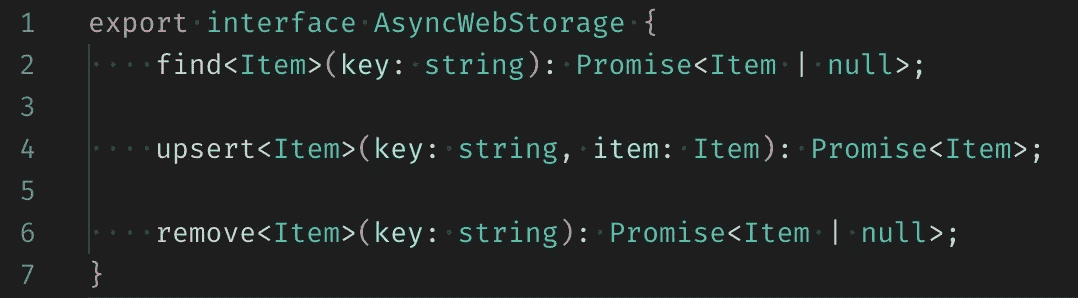 1 export interface AsyncWebStorage {
2     find<Item>(key: string): Promise<Item | null>;
3
4     upsert<Item>(key: string, item: Item): Promise<Item>;
5
6     remove<Item>(key: string): Promise<Item | null>;
7 }